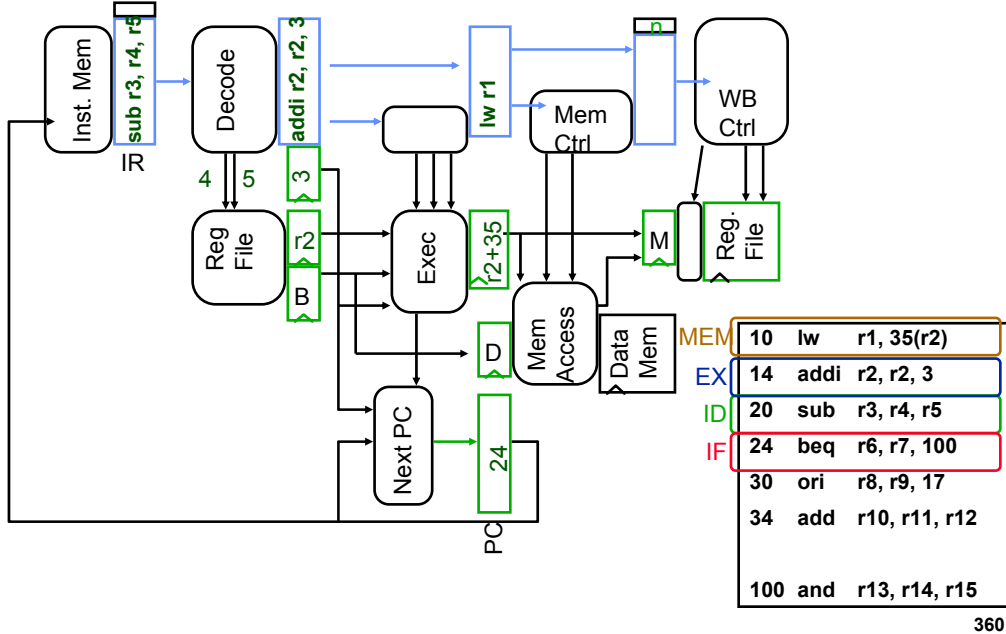 Inst. Mem
sub r3, r4, r5
IR
Decode
addi r2, r2, 3
lw r1
Mem
Ctrl
n
WB
Ctrl
4
5
3
Reg
File
r2
B
Exec
r2+35
M
Reg.
File
D
Mem
Access
Data
Mem
Next PC
24
PC
MEM
10 lw r1, 35(r2)
EX
14 addi r2, r2, 3
ID
20 sub r3, r4, r5
IF
24 beq r6, r7, 100
30 ori r8, r9, 17
34 add r10, r11, r12
100 and r13, r14, r15
360